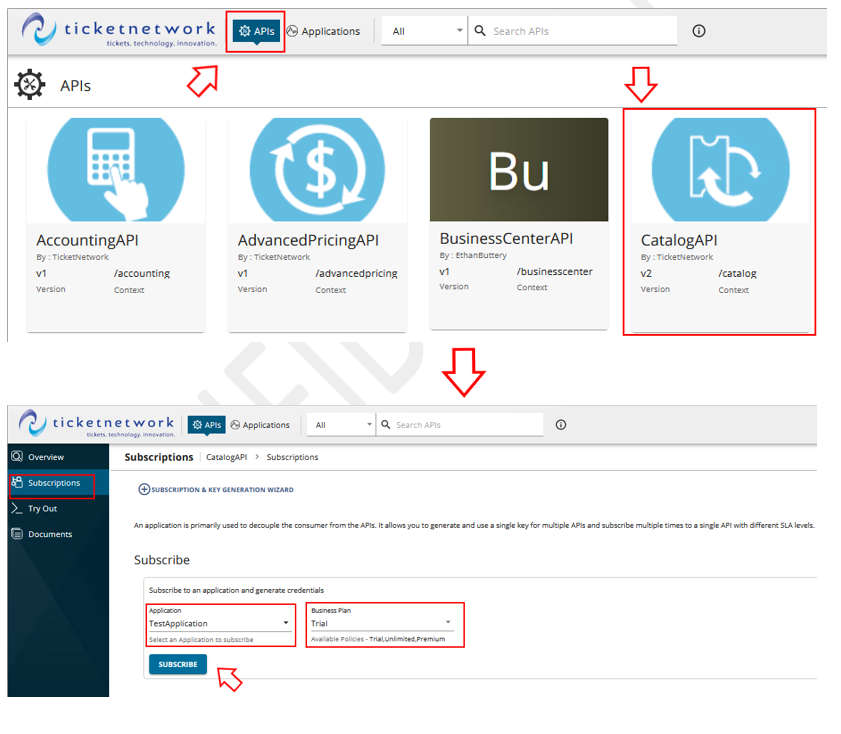 ticketnetwork
tickets. technology. innovation.
APIs
Applications
All
Search APIs
APIs
Bu
AccountingAPI
By : TicketNetwork
v1 /accounting
Version Context
AdvancedPricingAPI
By : TicketNetwork
v1 /advancedpricing
Version Context
BusinessCenterAPI
By : EthanButtery
v1 /businesscenter
Version Context
CatalogAPI
By : TicketNetwork
v2 /catalog
Version Context
ticketnetwork
tickets. technology. innovation.
APIs
Applications
All
Search APIs
Overview
Subscriptions
Try Out
Documents
Subscriptions CatalogAPI > Subscriptions
SUBSCRIPTION & KEY GENERATION WIZARD
An application is primarily used to decouple the consumer from the APIs. It allows you to generate and use a single key for multiple APIs and subscribe multiple times to a single API with different SLA levels.
Subscribe
Subscribe to an application and generate credentials
Application
TestApplication
Select an Application to subscribe
Business Plan
Trial
Available Policies - Trial,Unlimited,Premium
SUBSCRIBE